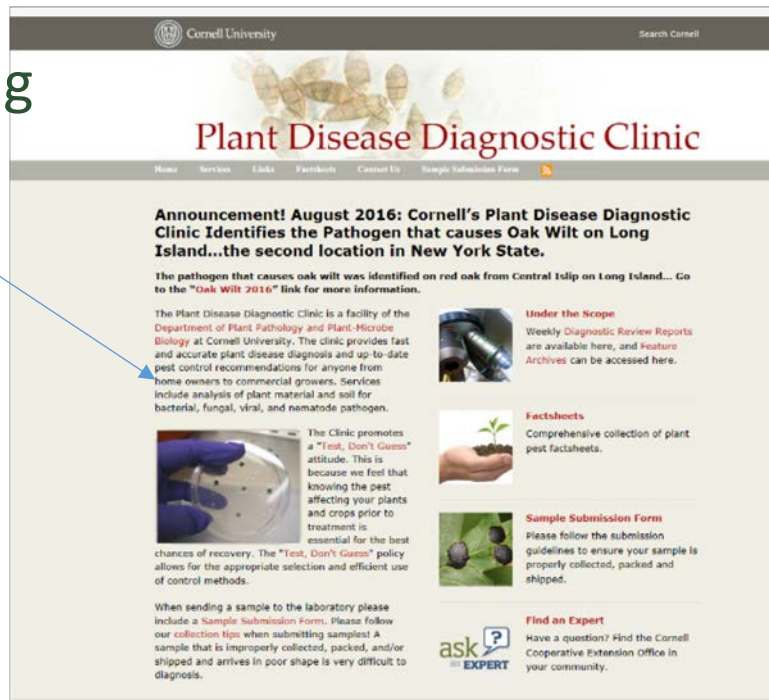 g
Cornell University
Search Cornell
Plant Disease Diagnostic Clinic
Home Services Links Factsheets Contact Us Sample Submission Form
Announcement! August 2016: Cornell's Plant Disease Diagnostic
Clinic Identifies the Pathogen that causes Oak Wilt on Long
Island...the second location in New York State.
The pathogen that causes oak wilt was identified on red oak from Central Islip on Long Island... Go
to the "Oak Wilt 2016" link for more information.
The Plant Disease Diagnostic Clinic is a facility of the
Department of Plant Pathology and Plant-Microbe
Biology at Cornell University. The clinic provides fast
and accurate plant disease diagnosis and up-to-date
pest control recommendations for anyone from
home owners to commercial growers. Services
include analysis of plant material and soil for
bacterial, fungal, viral, and nematode pathogen.
The Clinic promotes
a "Test, Don't Guess"
attitude. This is
because we feel that
knowing the pest
affecting your plants
and crops prior to
treatment is
essential for the best
chances of recovery. The "Test, Don't Guess" policy
allows for the appropriate selection and efficient use
of control methods.
When sending a sample to the laboratory please
include a Sample Submission Form. Please follow
our collection tips when submitting samples! A
sample that is improperly collected, packed, and/or
shipped and arrives in poor shape is very difficult to
diagnosis.
Under the Scope
Weekly Diagnostic Review Reports
are available here, and Feature
Archives can be accessed here.
Factsheets
Comprehensive collection of plant
pest factsheets.
Sample Submission Form
Please follow the submission
guidelines to ensure your sample is
properly collected, packed and
shipped.
ask ?
EXPERT
Find an Expert
Have a question? Find the Cornell
Cooperative Extension Office in
your community.